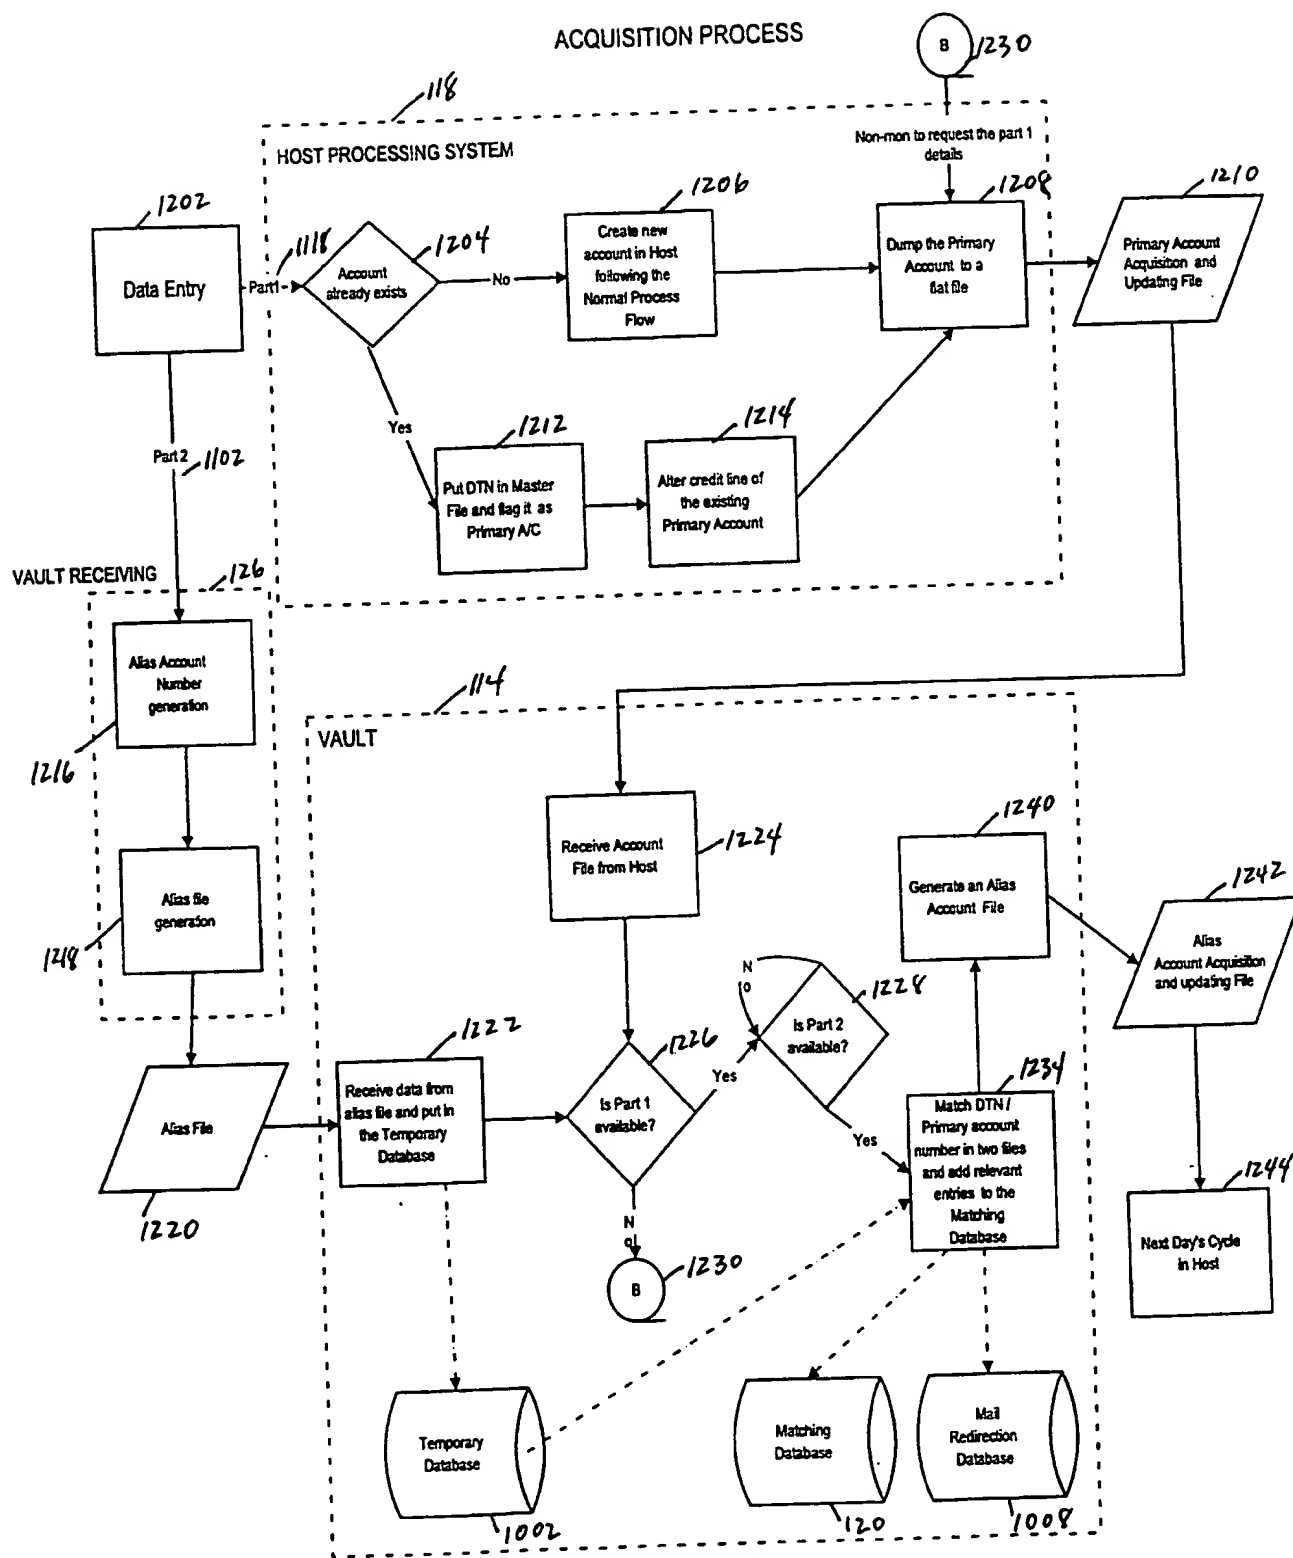 ACQUISITION PROCESS
B
1230
118
HOST PROCESSING SYSTEM
Non-mon to request the part 1
details
1202
Data Entry
1118
Part1
1204
Account
already exists
No
1206
Create new
account in Host
following the
Normal Process
Flow
1208
Dump the Primary
Account to a
flat file
1210
Primary Account
Acquisition and
Updating File
Yes
1212
Put DTN in Master
File and flag it as
Primary A/C
1214
Alter credit line of
the existing
Primary Account
Part 2
1102
VAULT RECEIVING
126
Alias Account
Number
generation
1216
Alias file
generation
1218
Alias File
1220
114
VAULT
Receive Account
File from Host
1224
1240
Generate an Alias
Account File
1242
Alias
Account Acquisition
and updating File
1222
Receive data from
alias file and put in
the Temporary
Database
1226
Is Part 1
available?
Yes
N
o
1228
Is Part 2
available?
Yes
1234
Match DTN /
Primary account
number in two files
and add relevant
entries to the
Matching
Database
1244
Next Day's Cycle
in Host
N
o
B
1230
Temporary
Database
1002
Matching
Database
120
Mail
Redirection
Database
1008